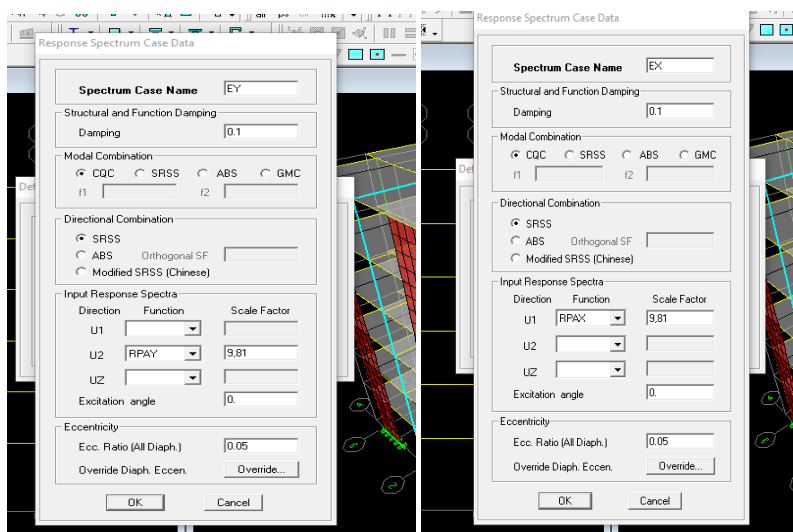 Response Spectrum Case Data
Spectrum Case Name EY
Structural and Function Damping
Damping 0.1
Modal Combination
CQC SRSS ABS GMC
f1 f2
Directional Combination
SRSS
ABS Orthogonal SF
Modified SRSS (Chinese)
Input Response Spectra
Direction Function Scale Factor
U1
U2 RPAY 9,81
UZ
Excitation angle 0.
Eccentricity
Ecc. Ratio (All Diaph.) 0.05
Override Diaph. Eccen. Override...
OK Cancel
Response Spectrum Case Data
Spectrum Case Name EX
Structural and Function Damping
Damping 0.1
Modal Combination
CQC SRSS ABS GMC
f1 f2
Directional Combination
SRSS
ABS Orthogonal SF
Modified SRSS (Chinese)
Input Response Spectra
Direction Function Scale Factor
U1 RPAX 9,81
U2
UZ
Excitation angle 0.
Eccentricity
Ecc. Ratio (All Diaph.) 0.05
Override Diaph. Eccen. Override...
OK Cancel